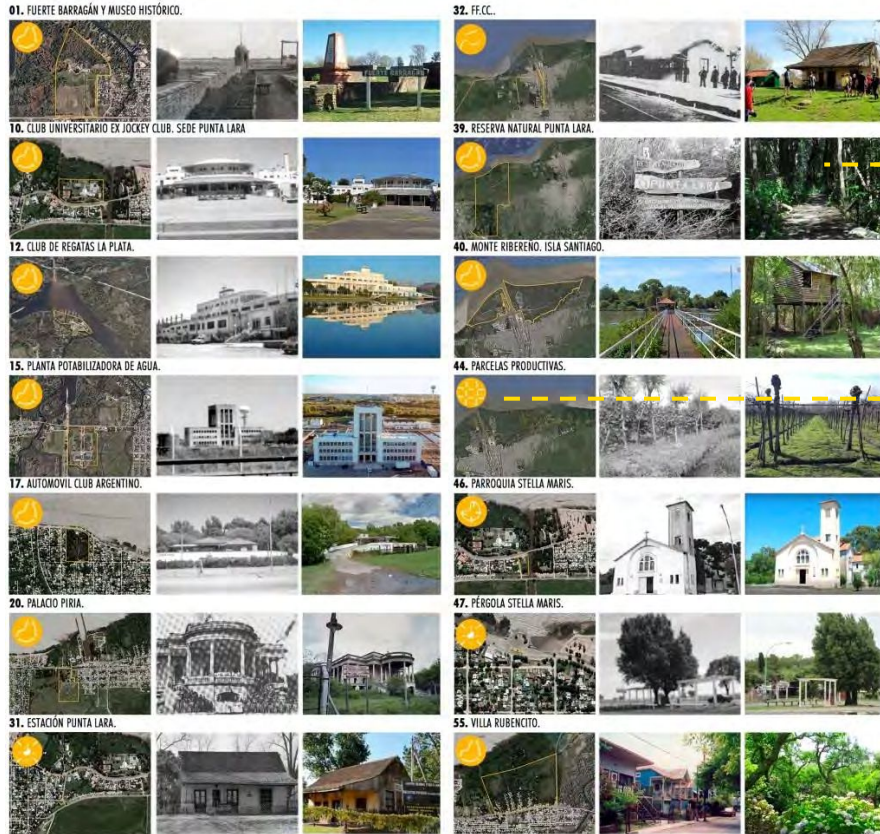 01. FUERTE BARRAGÁN Y MUSEO HISTÓRICO.
FUERTE BARRAGAN
10. CLUB UNIVERSITARIO EX JOCKEY CLUB. SEDE PUNTA LARA
12. CLUB DE REGATAS LA PLATA.
15. PLANTA POTABILIZADORA DE AGUA.
17. AUTOMOVIL CLUB ARGENTINO.
20. PALACIO PIRIA.
31. ESTACIÓN PUNTA LARA.
32. FF.CC..
39. RESERVA NATURAL PUNTA LARA.
PUNTA LARA
40. MONTE RIBEREÑO. ISLA SANTIAGO.
44. PARCELAS PRODUCTIVAS.
46. PARROQUIA STELLA MARIS.
47. PÉRGOLA STELLA MARIS.
55. VILLA RUBENCITO.